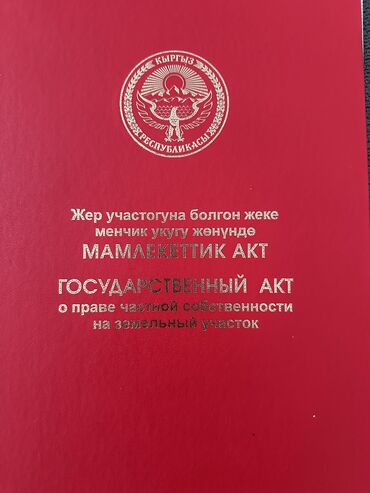 КЫРГЫЗ
РЕСПУБЛИКАСЫ
Жер участогуна болгон жеке
менчик укугу жөнүндө
МАМЛЕКЕТТИК АКТ
ГОСУДАРСТВЕННЫЙ АКТ
о праве частной собственности
на земельный участок